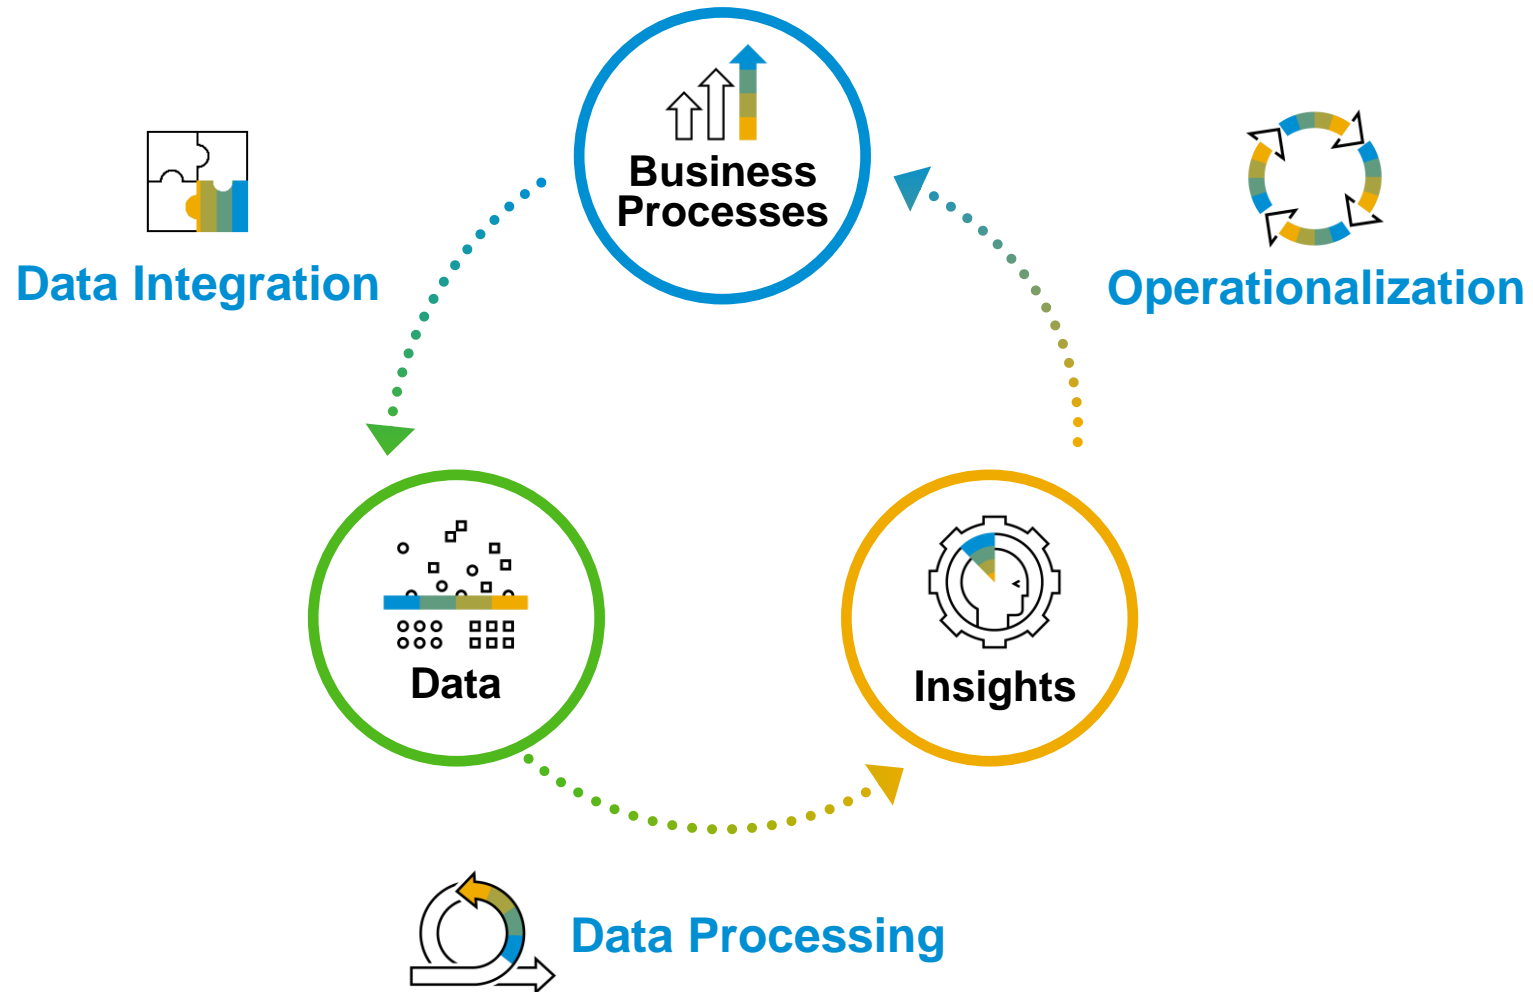 Business
Processes
Data Integration
Operationalization
Data
Insights
Data Processing